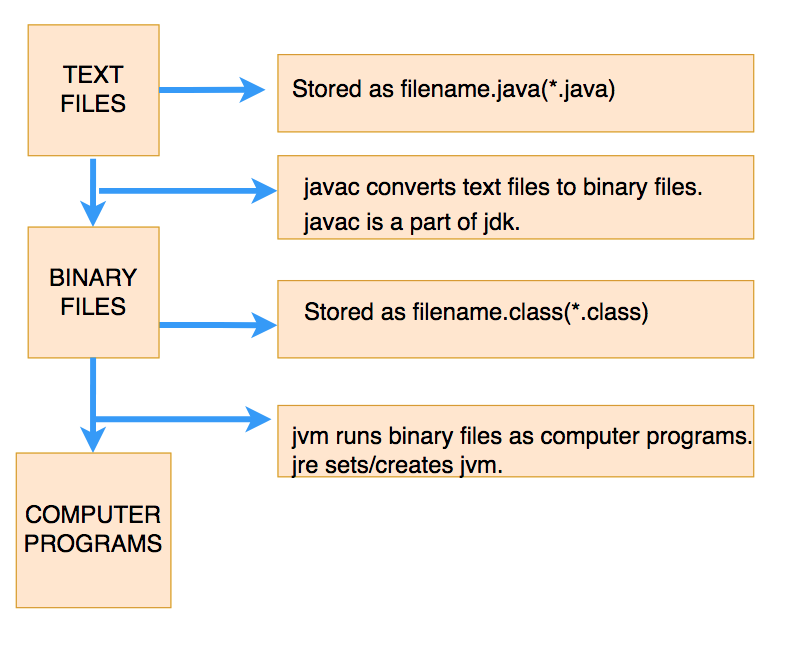 TEXT
FILES
Stored as filename.java(*.java)
javac converts text files to binary files.
javac is a part of jdk.
BINARY
FILES
Stored as filename.class(*.class)
jvm runs binary files as computer programs.
jre sets/creates jvm.
COMPUTER
PROGRAMS